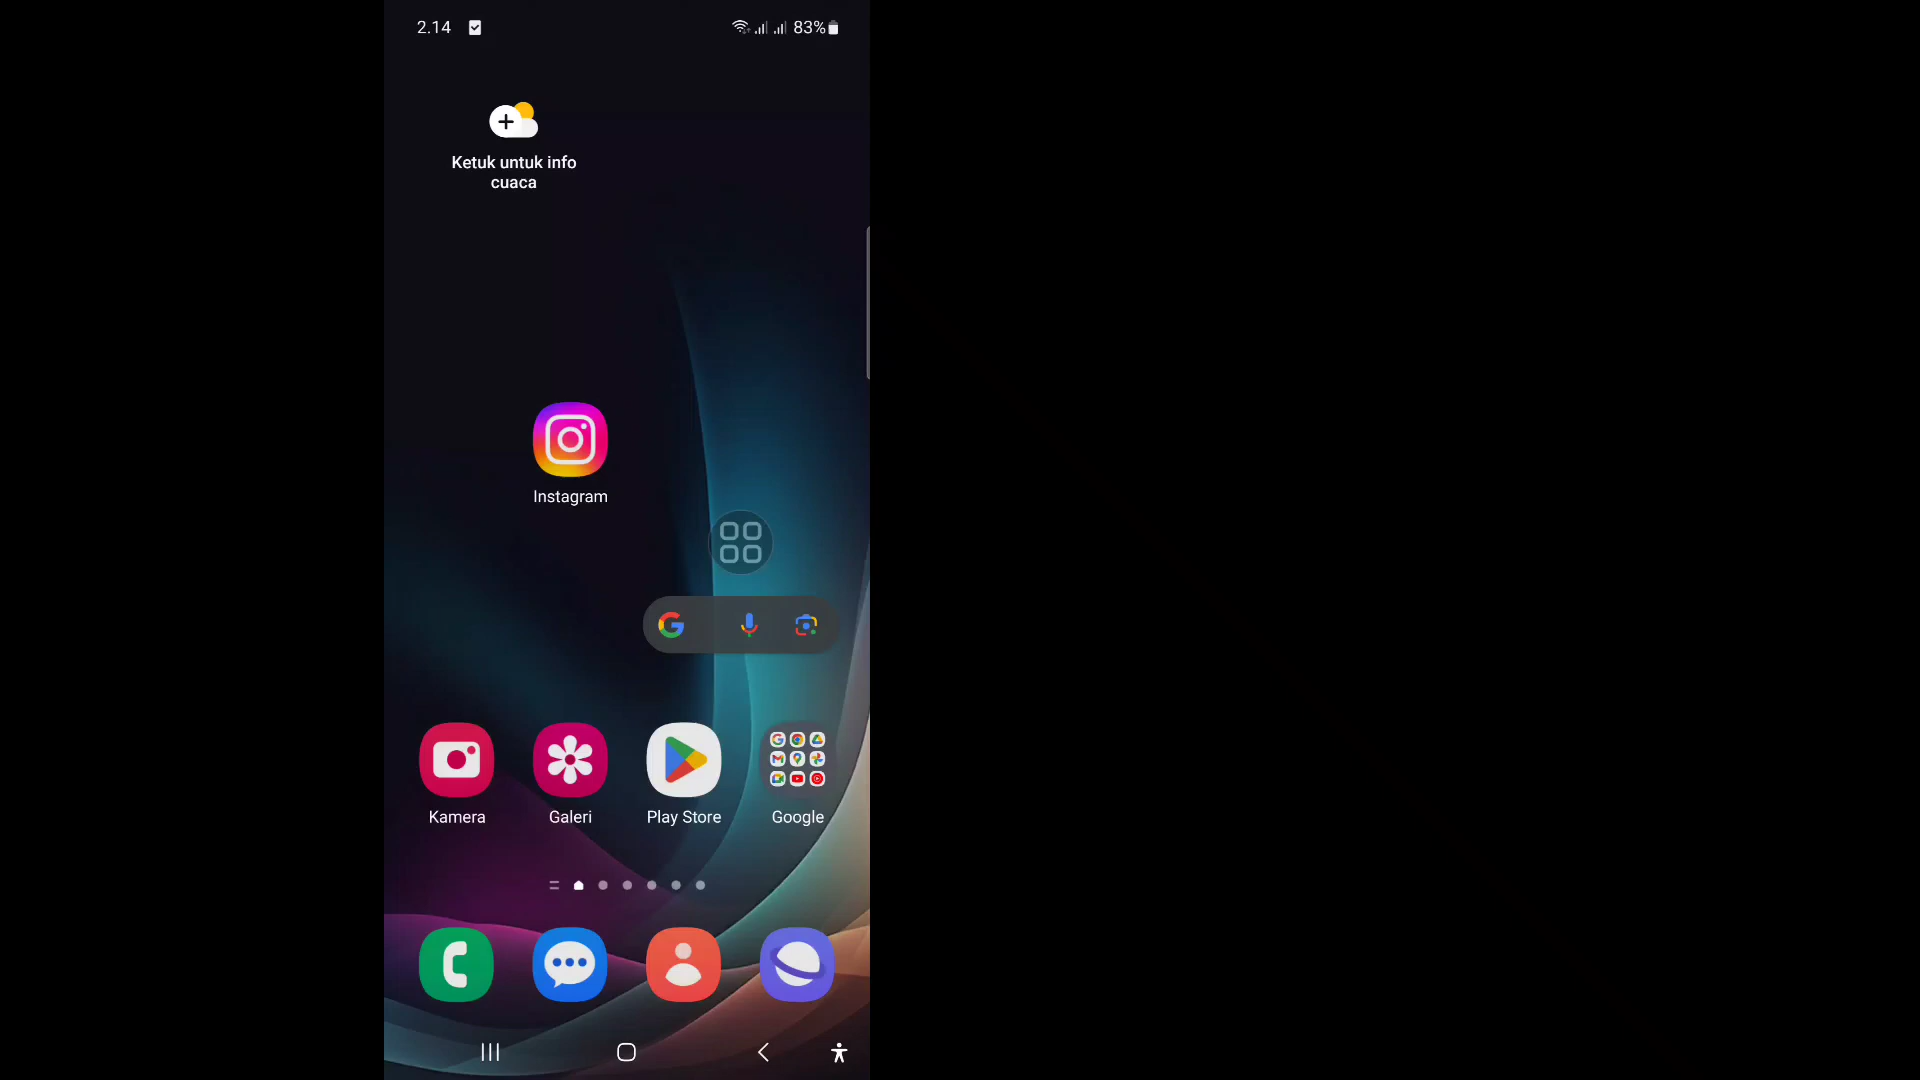 2.14
83%
Ketuk untuk info
cuaca
Instagram
Kamera
Galeri
Play Store
Google